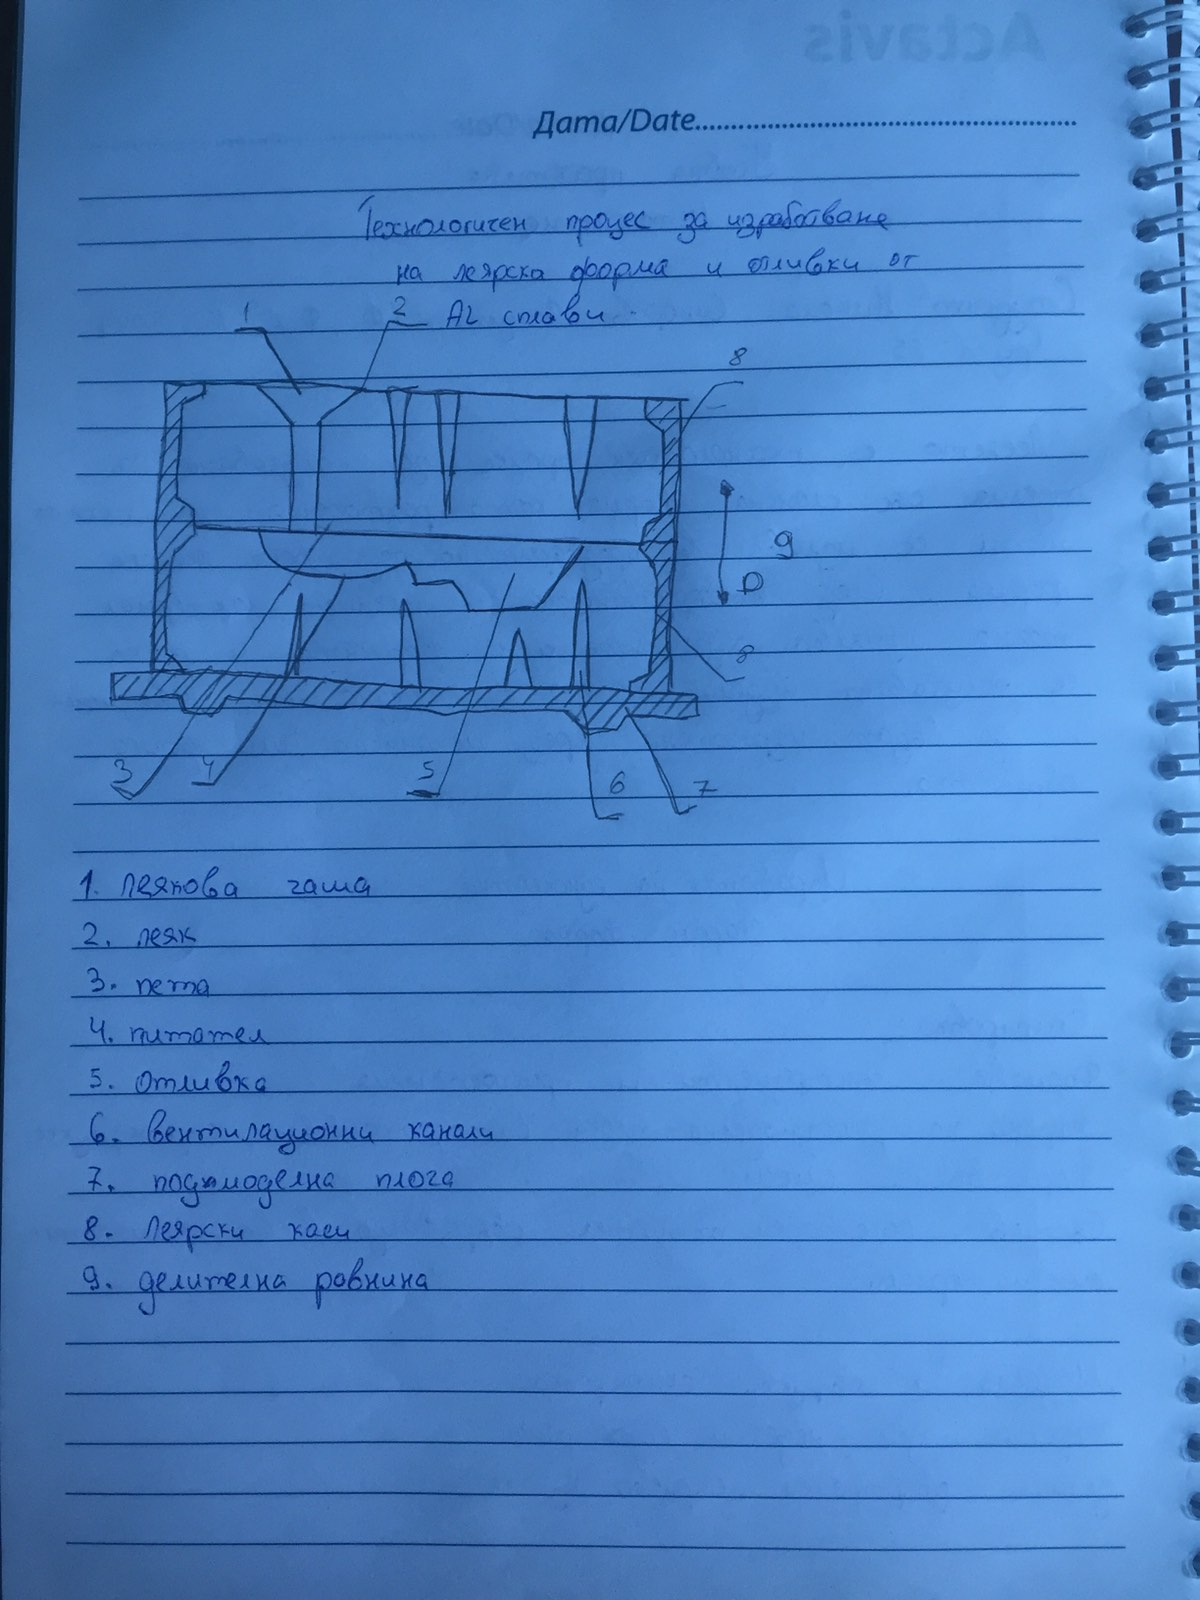 Actavis
Дата/Date
Технологичен процес за изработване
на леярска форма и отливки от
AL сплави.
1
2
8
9
D
8
3
4
5
6
7
1. леякова чаша
2. леяк
3. пета
4. питател
5. отливка
6. вентилационни канали
7. подмоделна плоча
8. леярски каси
9. делителна равнина